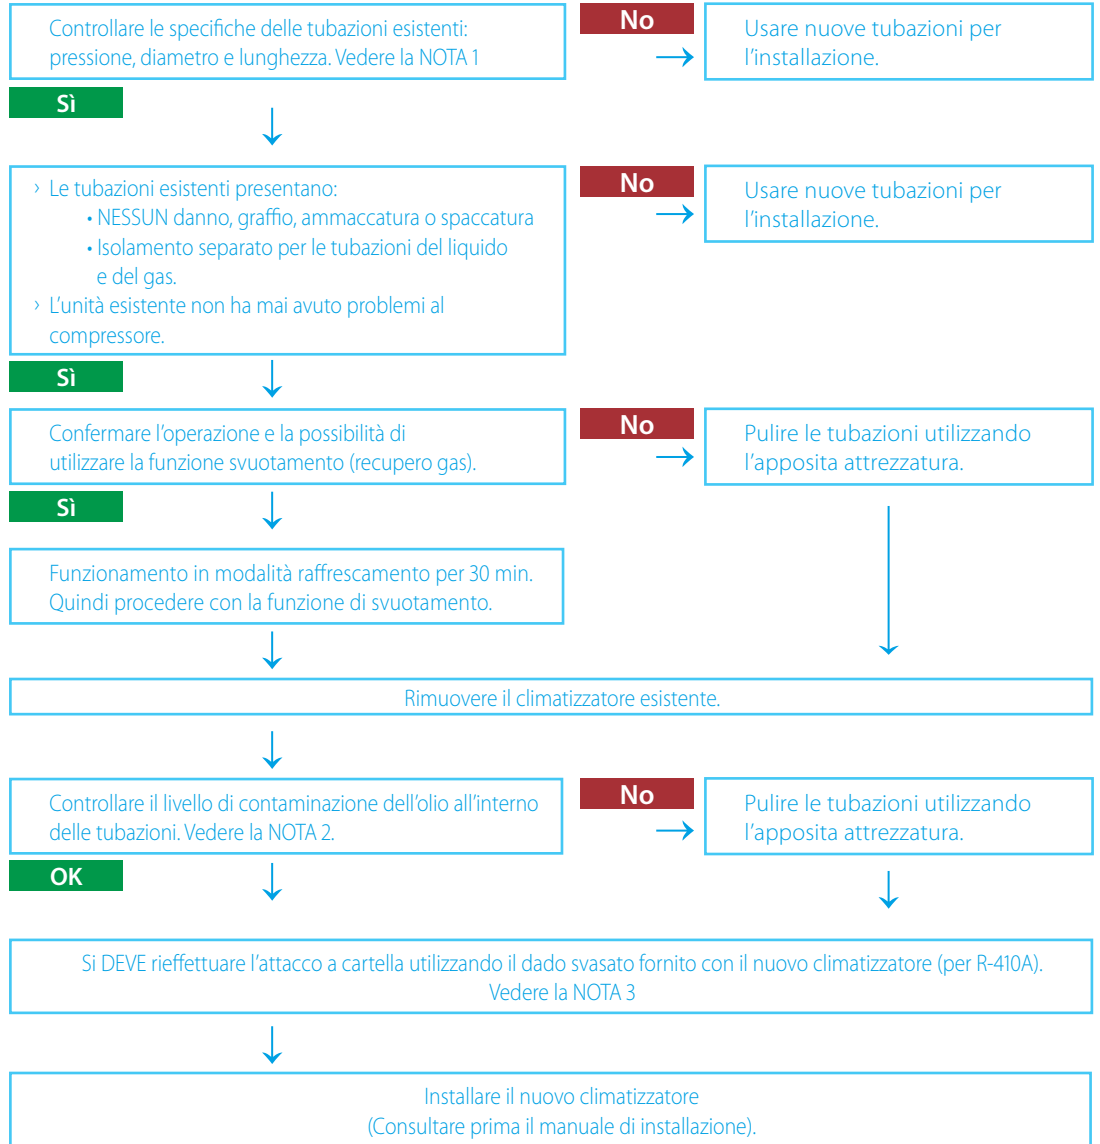 Controllare le specifiche delle tubazioni esistenti:
pressione, diametro e lunghezza. Vedere la NOTA 1
No
Usare nuove tubazioni per
l'installazione.
Sì
› Le tubazioni esistenti presentano:
• NESSUN danno, graffio, ammaccatura o spaccatura
• Isolamento separato per le tubazioni del liquido
e del gas.
› L'unità esistente non ha mai avuto problemi al
compressore.
No
Usare nuove tubazioni per
l'installazione.
Sì
Confermare l'operazione e la possibilità di
utilizzare la funzione svuotamento (recupero gas).
No
Pulire le tubazioni utilizzando
l'apposita attrezzatura.
Sì
Funzionamento in modalità raffrescamento per 30 min.
Quindi procedere con la funzione di svuotamento.
Rimuovere il climatizzatore esistente.
Controllare il livello di contaminazione dell'olio all'interno
delle tubazioni. Vedere la NOTA 2.
No
Pulire le tubazioni utilizzando
l'apposita attrezzatura.
OK
Si DEVE rieffettuare l'attacco a cartella utilizzando il dado svasato fornito con il nuovo climatizzatore (per R-410A).
Vedere la NOTA 3
Installare il nuovo climatizzatore
(Consultare prima il manuale di installazione).